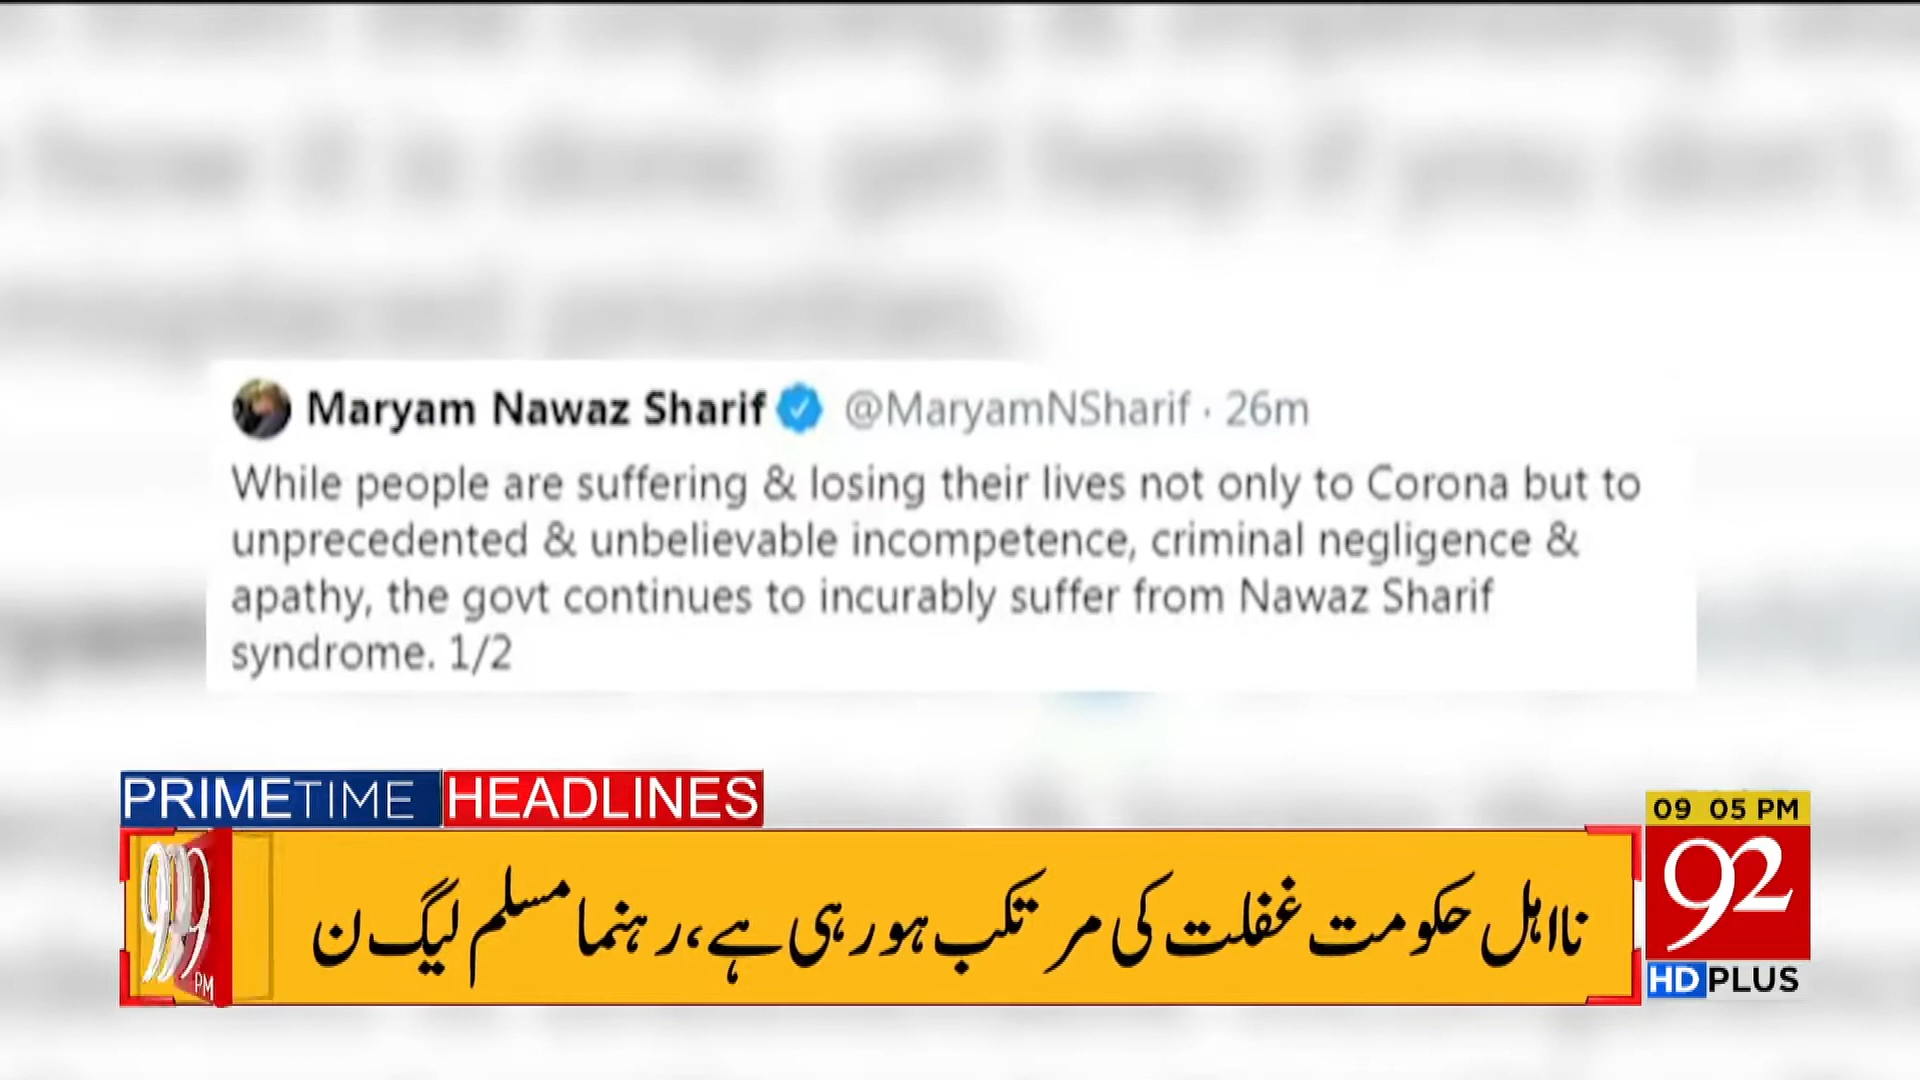 Maryam Nawaz Sharif @MaryamNSharif · 26m
While people are suffering & losing their lives not only to Corona but to
unprecedented & unbelievable incompetence, criminal negligence &
apathy, the govt continues to incurably suffer from Nawaz Sharif
syndrome. 1/2
PRIMETIME HEADLINES
09 05 PM
نااہل حکومت غفلت کی مرتکب ہورہی ہے،رہنما مسلم لیگ ن
9 PM
92
HD PLUS